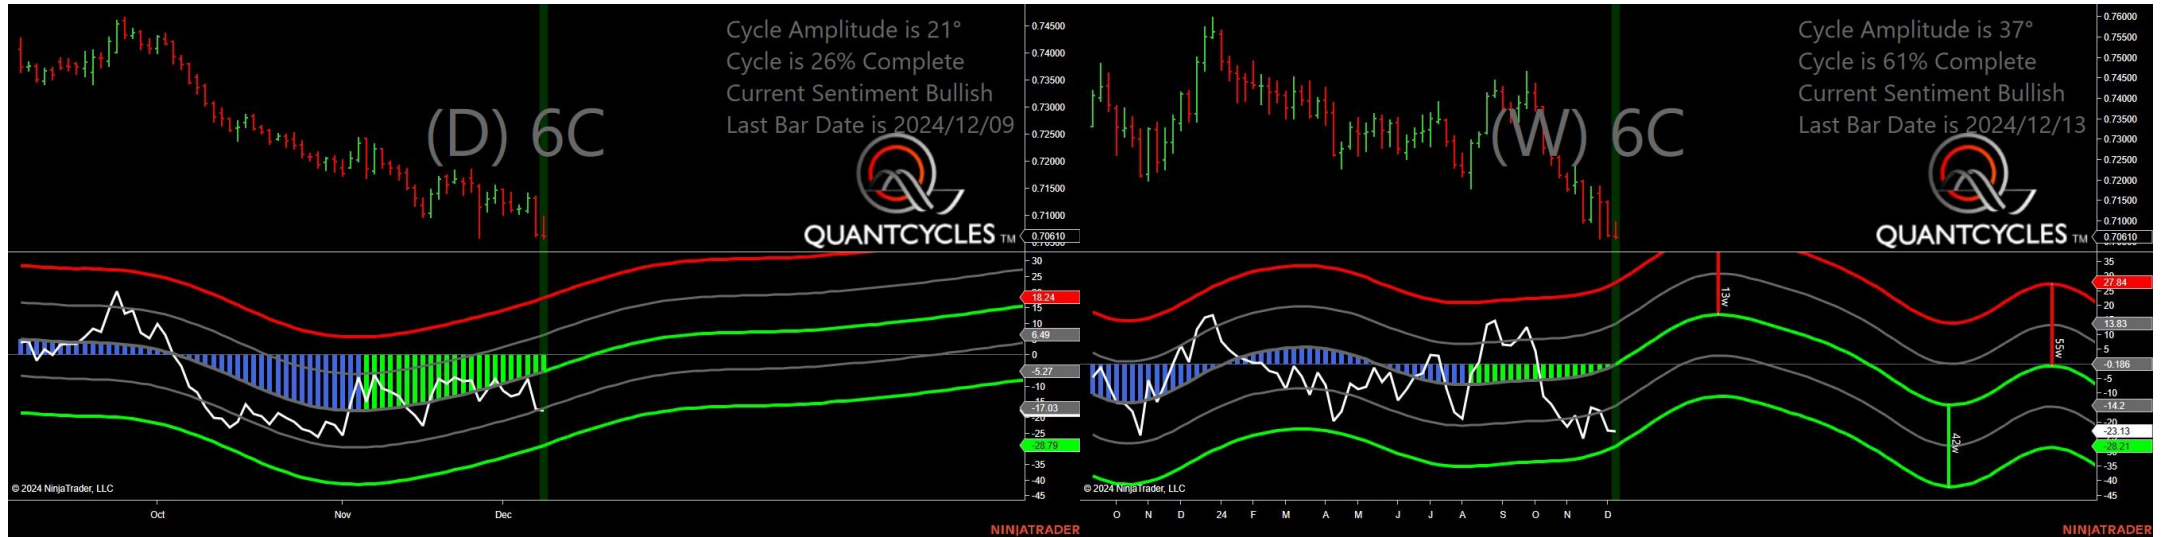 Cycle Amplitude is 21°
Cycle is 26% Complete
Current Sentiment Bullish
Last Bar Date is 2024/12/09
(D) 6C
QUANTCYCLES TM
0.74500
0.74000
0.73500
0.73000
0.72500
0.72000
0.71500
0.71000
0.70610
30
25
18.24
15
10
6.49
0
-5.27
-10
-17.03
-25
-28.79
-35
-40
-45
© 2024 NinjaTrader, LLC
Oct
Nov
Dec
NINJATRADER
Cycle Amplitude is 37°
Cycle is 61% Complete
Current Sentiment Bullish
Last Bar Date is 2024/12/13
(W) 6C
QUANTCYCLES TM
0.76000
0.75500
0.75000
0.74500
0.74000
0.73500
0.73000
0.72500
0.72000
0.71500
0.71000
0.70610
13w
42w
55w
35
27.84
25
20
13.83
10
5
-0.186
-5
-10
-14.2
-20
-23.13
-28.21
-35
-40
-45
© 2024 NinjaTrader, LLC
O N D 24 F M A M J J A S O N D
NINJATRADER